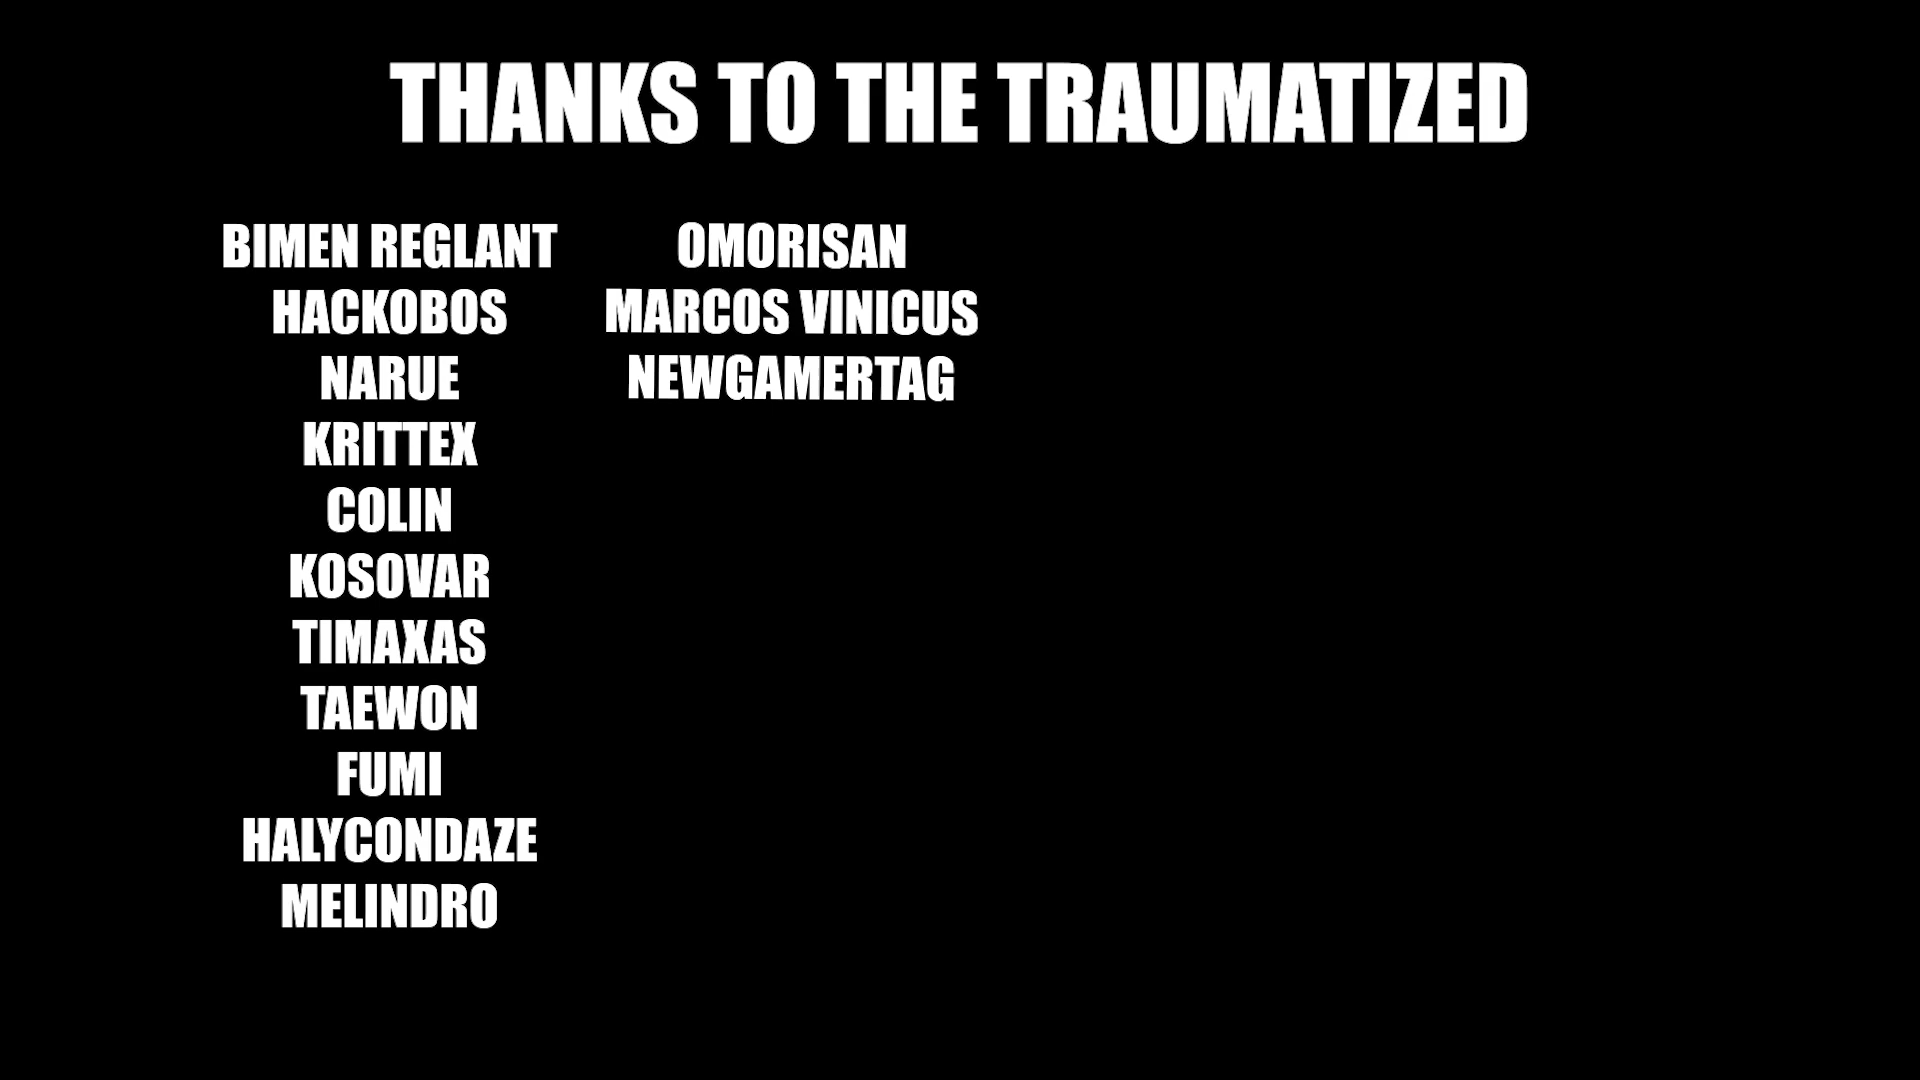 THANKS TO THE TRAUMATIZED
BIMEN REGLANT
HACKOBOS
NARUE
KRITTEX
COLIN
KOSOVAR
TIMAXAS
TAEWON
FUMI
HALYCONDAZE
MELINDRO
OMORISAN
MARCOS VINICUS
NEWGAMERTAG